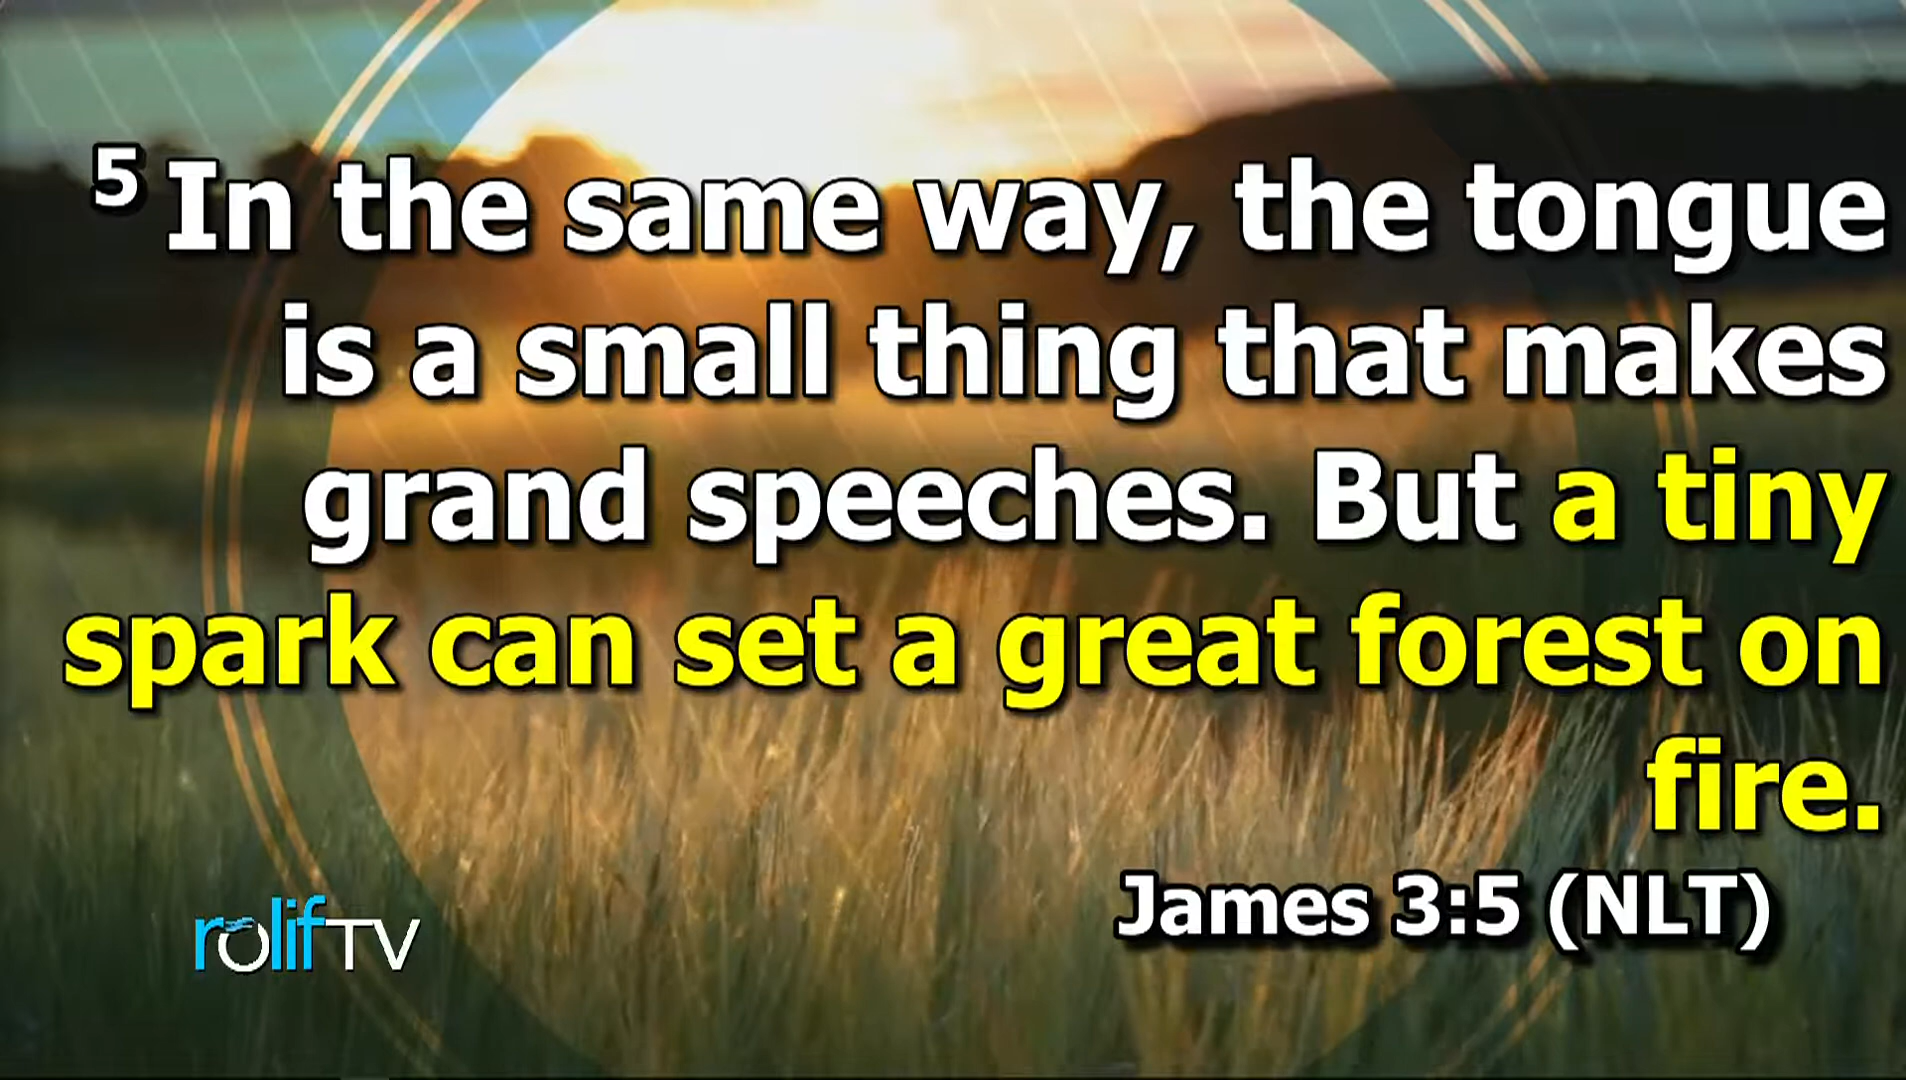 5 In the same way, the tongue
is a small thing that makes
grand speeches. But a tiny
spark can set a great forest on
fire.
James 3:5 (NLT)
rolifTV